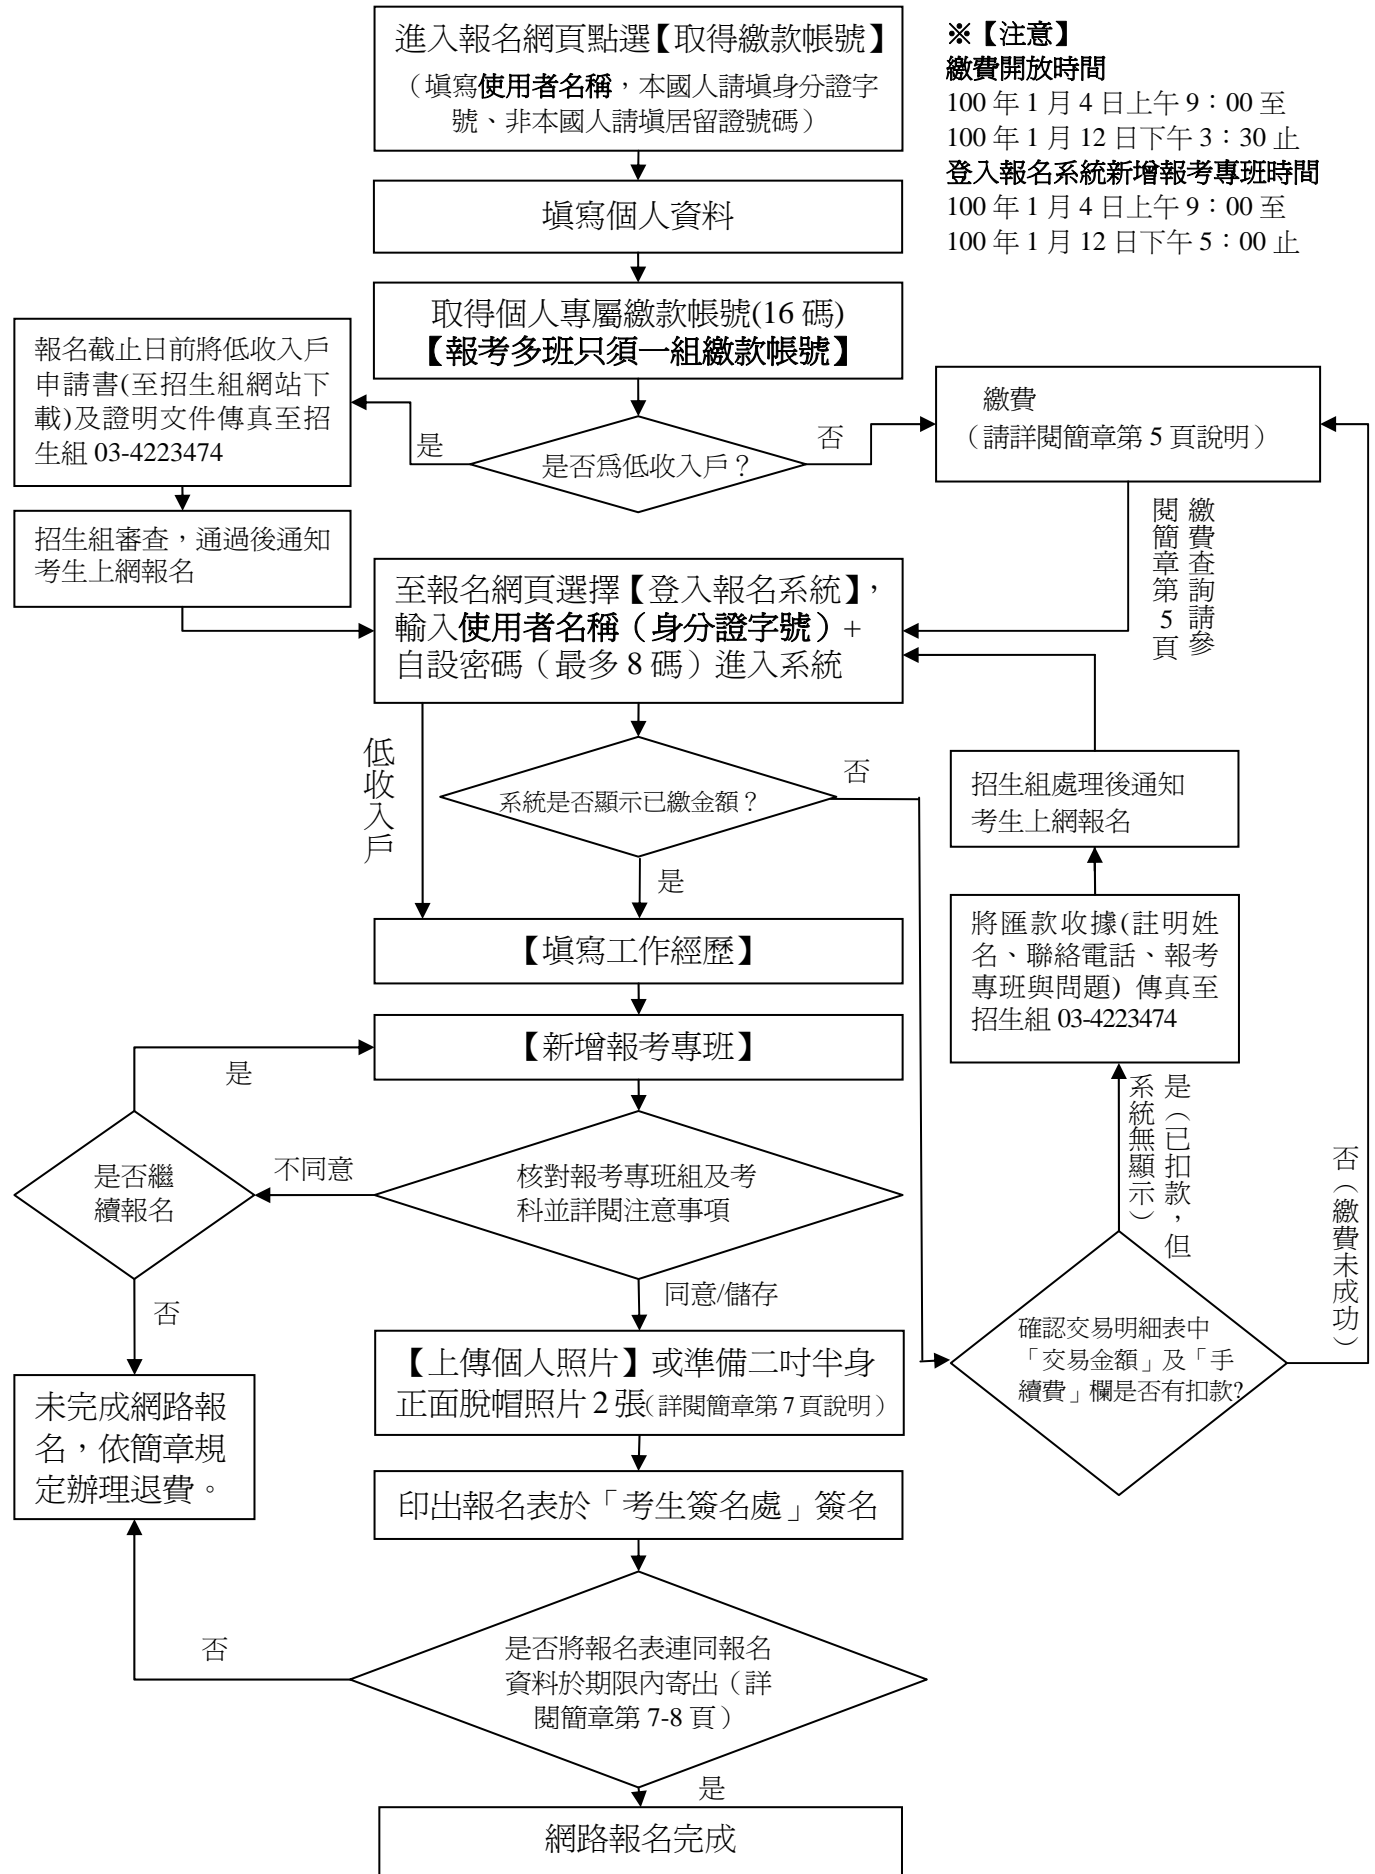 進入報名網頁點選【取得繳款帳號】
（填寫使用者名稱，本國人請填身分證字
號、非本國人請填居留證號碼）
※【注意】
繳費開放時間
100 年 1 月 4 日上午 9：00 至
100 年 1 月 12 日下午 3：30 止
登入報名系統新增報考專班時間
100 年 1 月 4 日上午 9：00 至
100 年 1 月 12 日下午 5：00 止
填寫個人資料
取得個人專屬繳款帳號(16 碼)
【報考多班只須一組繳款帳號】
報名截止日前將低收入戶
申請書(至招生組網站下
載)及證明文件傳真至招
生組 03-4223474
是
是否為低收入戶？
否
繳費
（請詳閱簡章第 5 頁說明）
繳費查詢請參
閱簡章第 5 頁
招生組審查，通過後通知
考生上網報名
至報名網頁選擇【登入報名系統】，
輸入使用者名稱（身分證字號）+
自設密碼（最多 8 碼）進入系統
低收入戶
系統是否顯示已繳金額？
否
是
招生組處理後通知
考生上網報名
將匯款收據(註明姓
名、聯絡電話、報考
專班與問題) 傳真至
招生組 03-4223474
【填寫工作經歷】
【新增報考專班】
是
是否繼
續報名
不同意
核對報考專班組及考
科並詳閱注意事項
是（已扣款，但
系統無顯示）
否（繳費未成功）
否
同意/儲存
確認交易明細表中
「交易金額」及「手
續費」欄是否有扣款?
【上傳個人照片】或準備二吋半身
正面脫帽照片 2 張(詳閱簡章第 7 頁說明）
未完成網路報
名，依簡章規
定辦理退費。
印出報名表於「考生簽名處」簽名
否
是否將報名表連同報名
資料於期限內寄出（詳
閱簡章第 7-8 頁）
是
網路報名完成